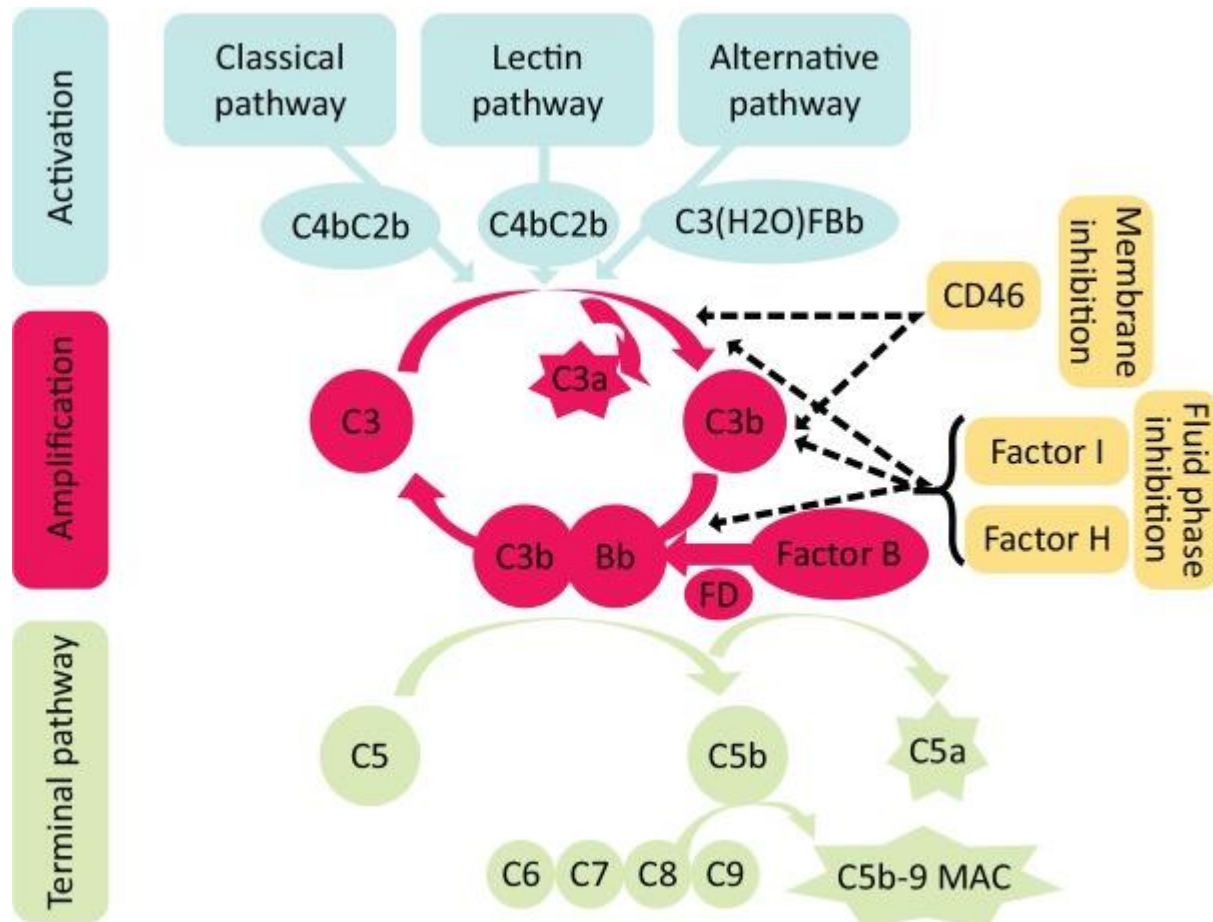 Activation
Classical
pathway
Lectin
pathway
Alternative
pathway
C4bC2b
C4bC2b
C3(H2O)FBb
Membrane
inhibition
CD46
Amplification
C3a
C3
C3b
Fluid phase
inhibition
Factor I
Factor H
C3b
Bb
Factor B
FD
Terminal pathway
C5
C5b
C5a
C6
C7
C8
C9
C5b-9 MAC